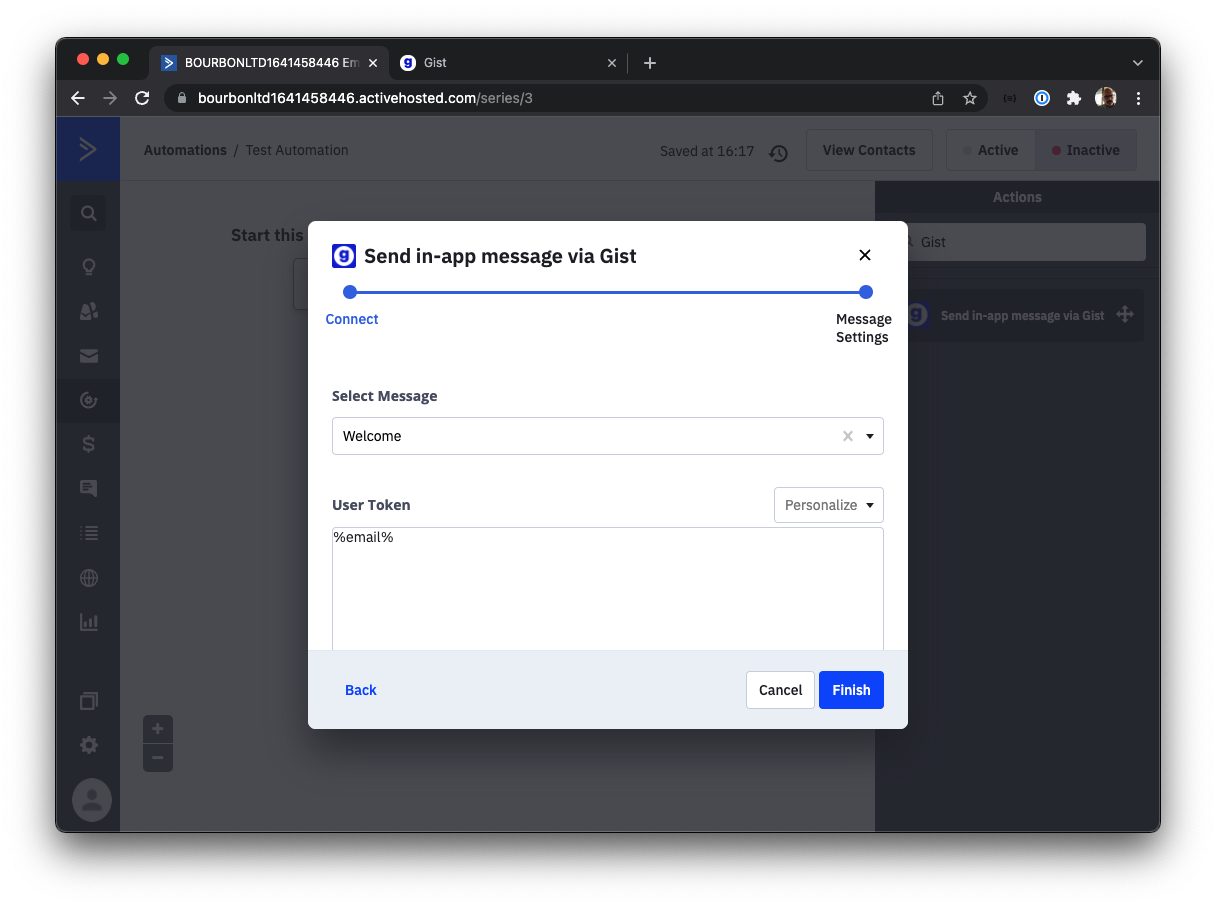 BOURBONLTD1641458446 Em
Gist
bourbonltd1641458446.activehosted.com/series/3
Automations / Test Automation
Saved at 16:17
View Contacts
Active
Inactive
Actions
Start this
Gist
Send in-app message via Gist
Send in-app message via Gist
Connect
Message
Settings
Select Message
Welcome
User Token
Personalize
%email%
Back
Cancel
Finish